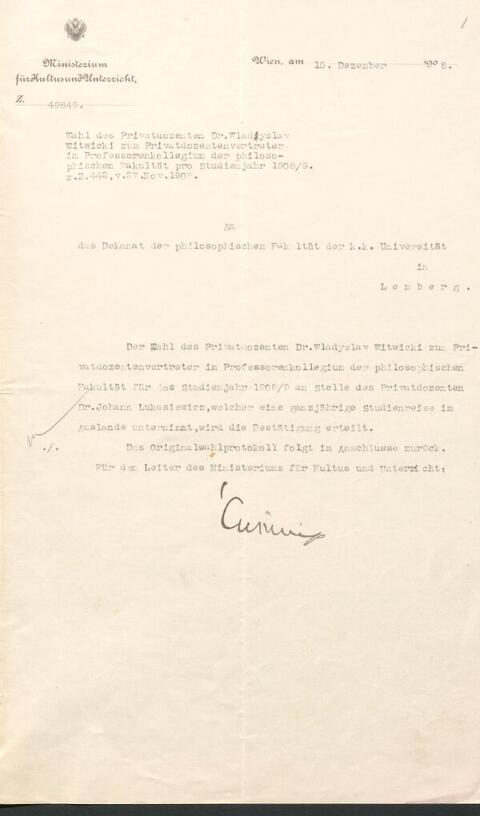 1
Ministerium
für Kultus und Unterricht.
Wien, am 15. Dezember 1908.
Z. 49849.
Wahl des Privatdozenten Dr.Wladyslav
Witwicki zum Privatdozentenvertreter
im Professorenkollegium der philoso-
phischen Fakultät pro Studienjahr 1908/9.
z.Z.442,v.27.Nov.1908.
An
das Dekanat der philosophischen Fakultät der k.k. Universität
in
Lemberg.
Der Wahl des Privatdozenten Dr.Wladyslav Witwicki zum Pri-
vatdozentenvertreter im Professorenkollegium der philosophischen
Fakultät für das Studienjahr 1908/9 an Stelle des Privatdozenten
Dr.Johann Lukasiewicz,welcher eine ganzjährige Studienreise im
Auslande unternimmt,wird die Bestätigung erteilt.
./. Das Originalwahlprotokoll folgt im Anschlusse zurück.
Für den Leiter des Ministeriums für Kultus und Unterricht: